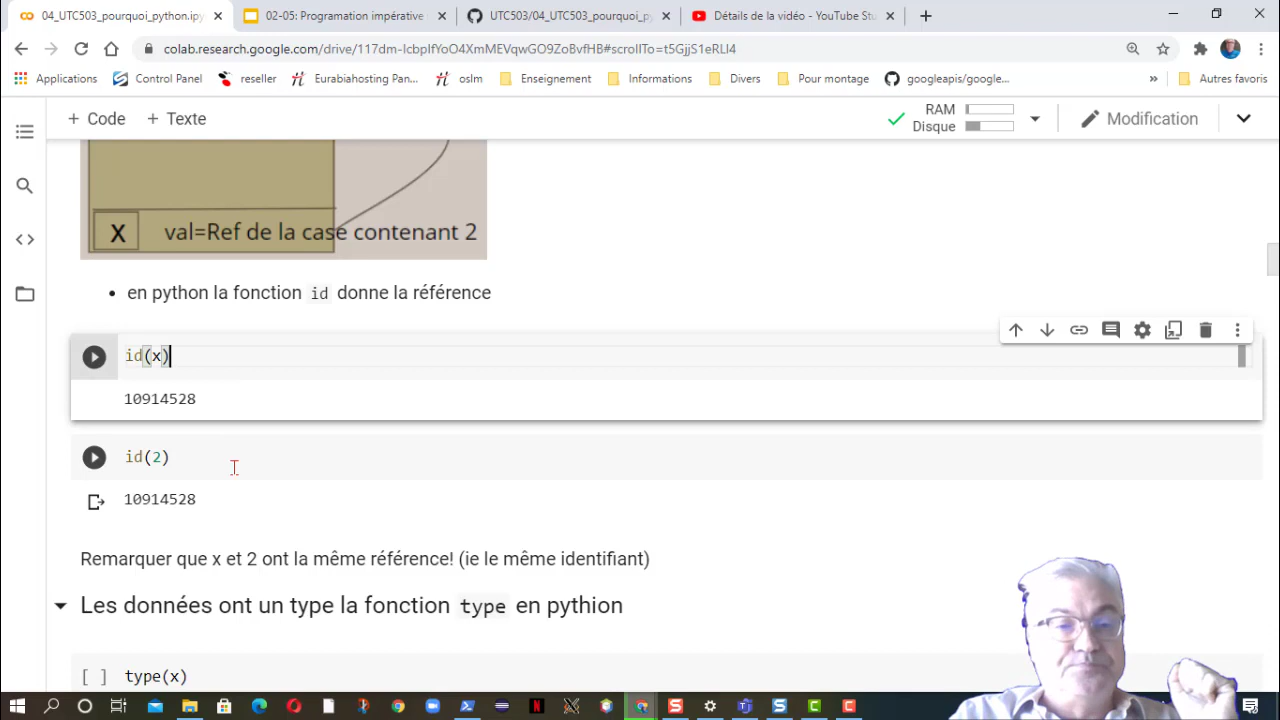 04_UTC503_pourquoi_python.ipy
02-05: Programation impérative
UTC503/04_UTC503_pourquoi_p
Détails de la vidéo - YouTube Stu
colab.research.google.com/drive/117dm-IcbpIfYoO4XmMEVqwGO9ZoBvfHB#scrollTo=t5GjjS1eRLI4
Applications
Control Panel
reseller
Eurabiahosting Pan...
oslm
Enseignement
Informations
Divers
Pour montage
googleapis/google...
»
Autres favoris
+ Code
+ Texte
RAM
Disque
Modification
X val=Ref de la case contenant 2
• en python la fonction id donne la référence
id(x)
10914528
id(2)
10914528
Remarquer que x et 2 ont la même référence! (ie le même identifiant)
Les données ont un type la fonction type en pythion
[ ] type(x)